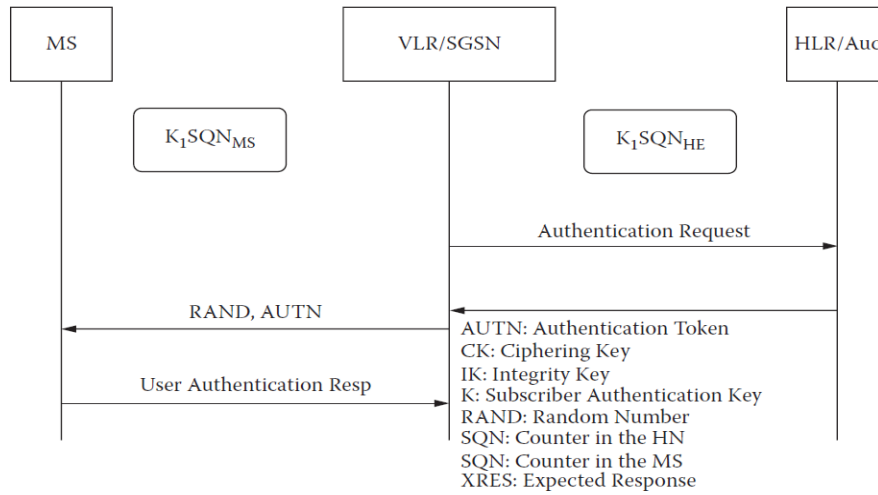 MS
VLR/SGSN
HLR/Auc
K₁SQN_MS
K₁SQN_HE
Authentication Request
RAND, AUTN
AUTN: Authentication Token
CK: Ciphering Key
IK: Integrity Key
User Authentication Resp
K: Subscriber Authentication Key
RAND: Random Number
SQN: Counter in the HN
SQN: Counter in the MS
XRES: Expected Response